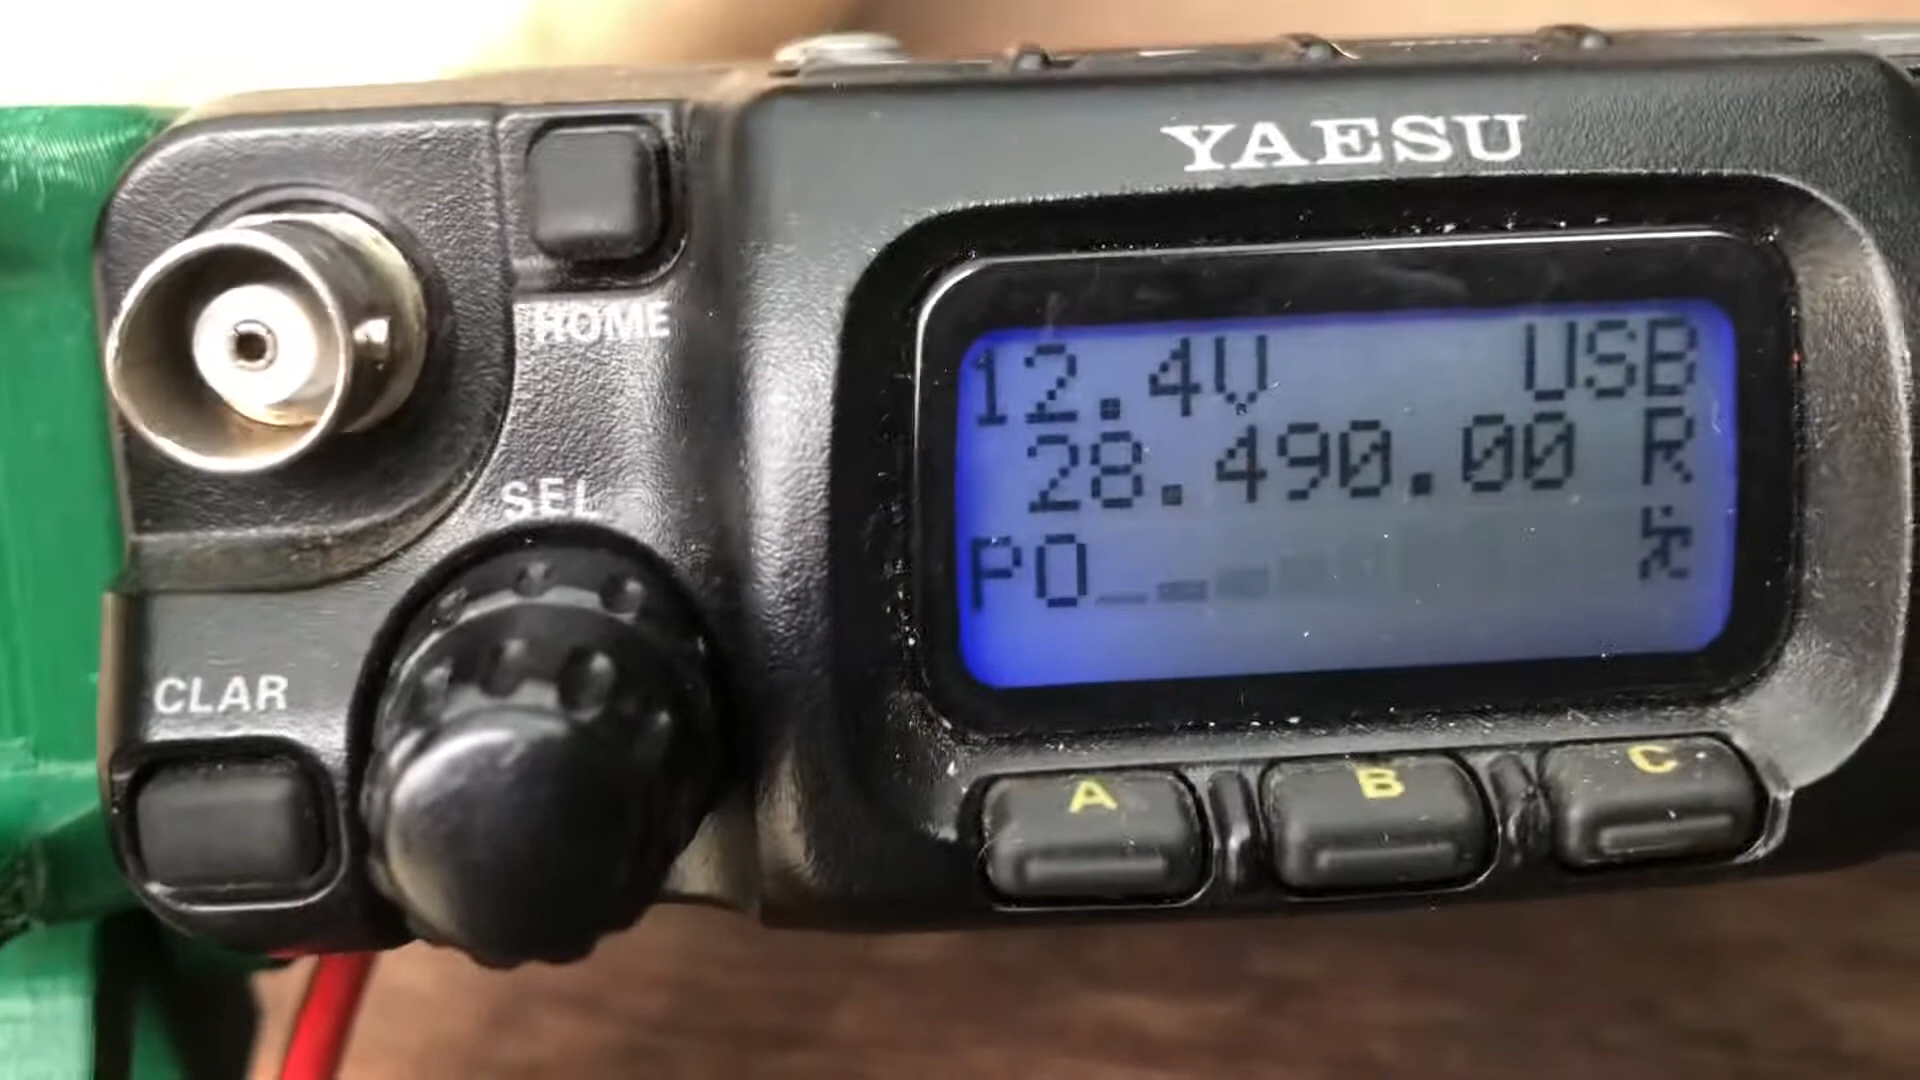 YAESU
HOME
12.4V USB
28.490.00 R
PO
SEL
CLAR
A B C